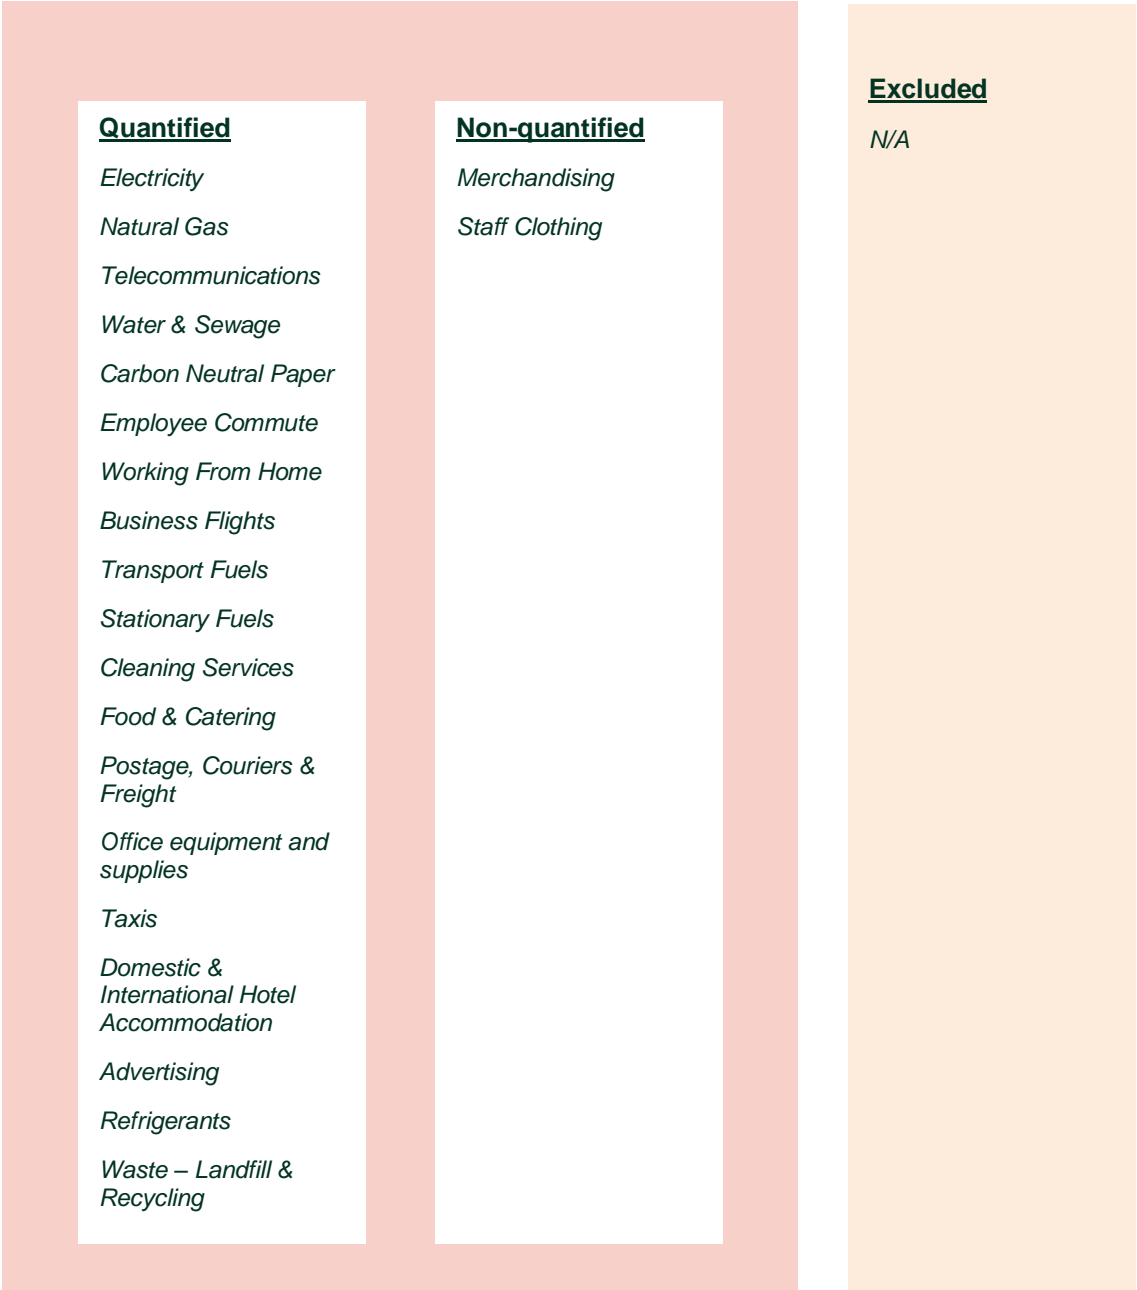 Quantified
Electricity
Natural Gas
Telecommunications
Water & Sewage
Carbon Neutral Paper
Employee Commute
Working From Home
Business Flights
Transport Fuels
Stationary Fuels
Cleaning Services
Food & Catering
Postage, Couriers &
Freight
Office equipment and
supplies
Taxis
Domestic &
International Hotel
Accommodation
Advertising
Refrigerants
Waste – Landfill &
Recycling
Non-quantified
Merchandising
Staff Clothing
Excluded
N/A